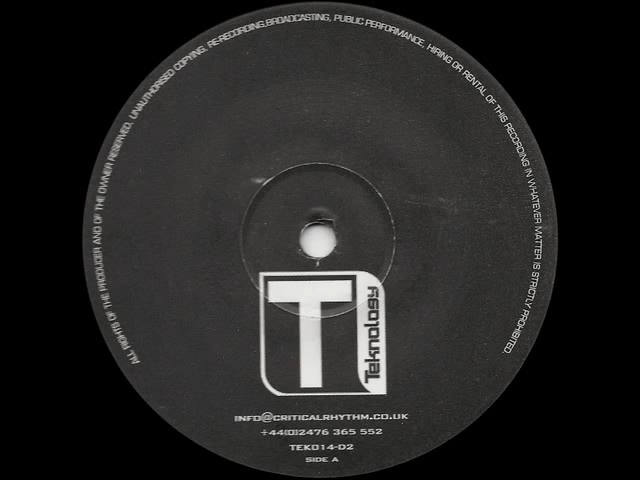 ALL RIGHTS OF THE PRODUCER AND OF THE OWNER RESERVED. UNAUTHORISED COPYING, RE-RECORDING, BROADCASTING, PUBLIC PERFORMANCE, HIRING OR RENTAL OF THIS RECORDING IN WHATEVER MATTER IS STRICTLY PROHIBITED.
T
Teknology
INFO@CRITICALRHYTHM.CO.UK
+44(0)2476 365 552
TEK014-D2
SIDE A